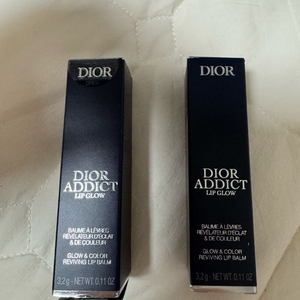 DIOR
DIOR
ADDICT
LIP GLOW
BAUME À LÈVRES
RÉVÉLATEUR D'ÉCLAT
& DE COULEUR
GLOW & COLOR
REVIVING LIP BALM
3,2 g - NET WT. 0.11 OZ
DIOR
DIOR
ADDICT
LIP GLOW
BAUME À LÈVRES
RÉVÉLATEUR D'ÉCLAT
& DE COULEUR
GLOW & COLOR
REVIVING LIP BALM
3,2 g - NET WT. 0.11 OZ